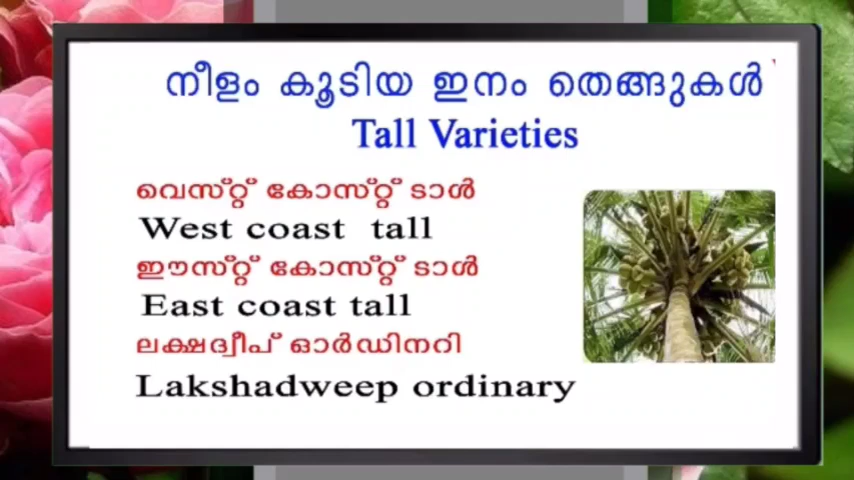 നീളം കൂടിയ ഇനം തെങ്ങുകൾ
Tall Varieties
വെസ്റ്റ് കോസ്റ്റ് ടാൾ
West coast tall
ഈസ്റ്റ് കോസ്റ്റ് ടാൾ
East coast tall
ലക്ഷദ്വീപ് ഓർഡിനറി
Lakshadweep ordinary